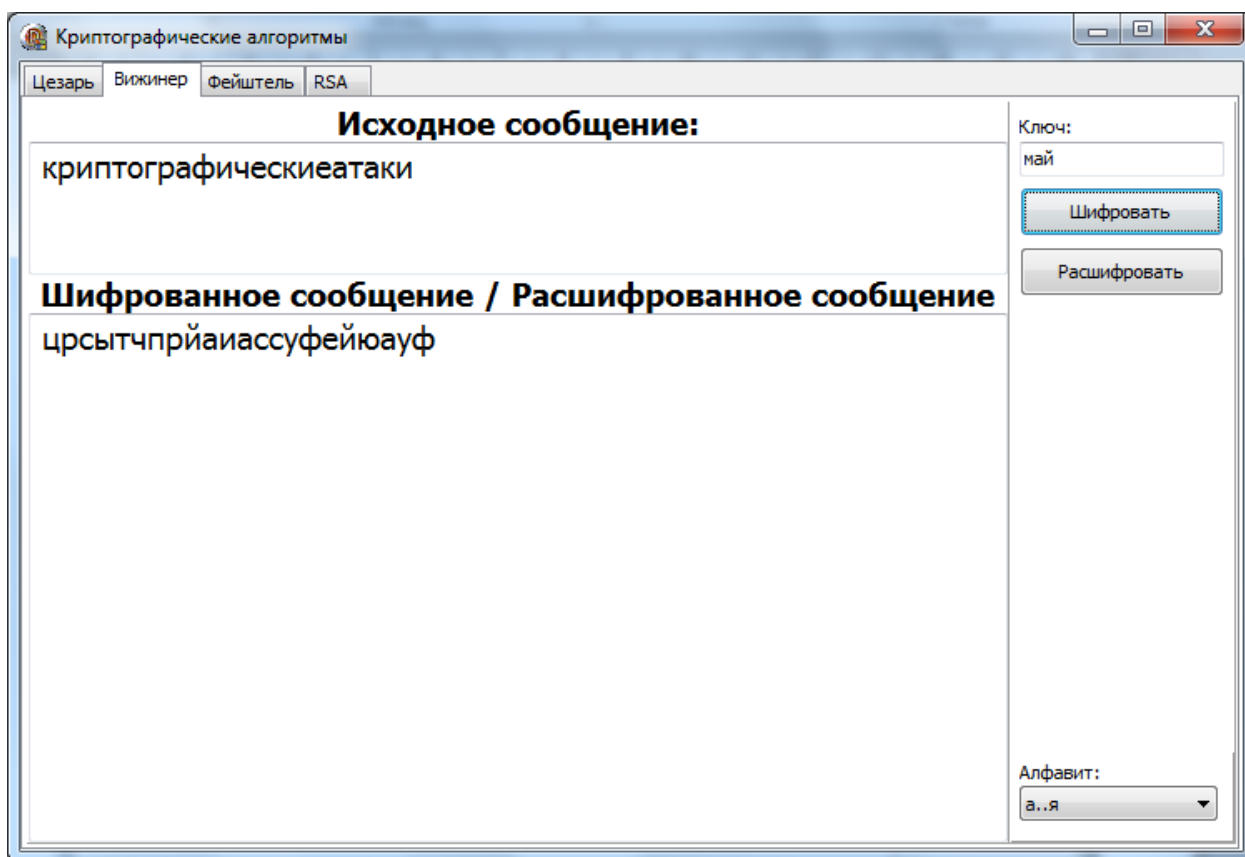 Криптографические алгоритмы
Цезарь Вижинер Фейштель RSA
Исходное сообщение:
криптографическиеатаки
Шифрованное сообщение / Расшифрованное сообщение
црсытчпрйаиассуфейюауф
Ключ:
май
Шифровать
Расшифровать
Алфавит:
а..я